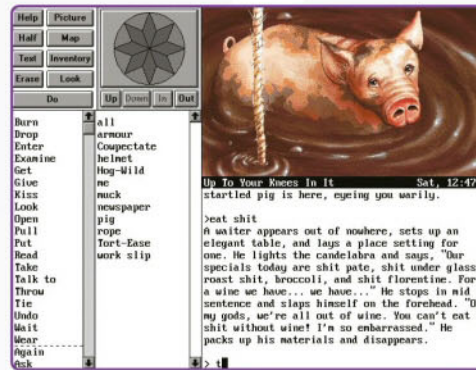 Help Picture
Half Map
Text Inventory
Erase Look
Do
Up Down In Out
Burn
Drop
Enter
Examine
Get
Give
Kiss
Look
Open
Pull
Put
Read
Take
Talk to
Throw
Tie
Undo
Wait
Wear
Again
Ask
all
armour
Cowpectate
helmet
Hog-Wild
me
muck
newspaper
pig
rope
Tort-Ease
work slip
Up To Your Knees In It Sat, 12:47
startled pig is here, eyeing you warily.
>eat shit
A waiter appears out of nowhere, sets up an
elegant table, and lays a place setting for
one. He lights the candelabra and says, "Our
specials today are shit pate, shit under glass
roast shit, broccoli, and shit florentine. For
a wine we have... we have..." He stops in mid
sentence and slaps himself on the forehead. "O
my gods, we're all out of wine. You can't eat
shit without wine! I'm so embarrassed." He
packs up his materials and disappears.
> t